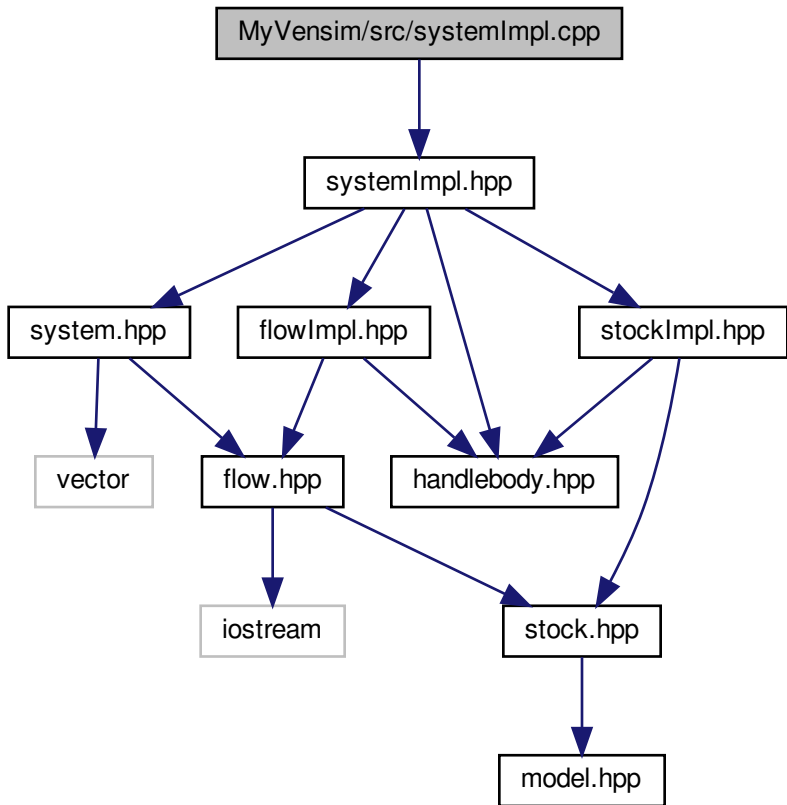 MyVensim/src/systemImpl.cpp
systemImpl.hpp
system.hpp
flowImpl.hpp
stockImpl.hpp
vector
flow.hpp
handlebody.hpp
iostream
stock.hpp
model.hpp